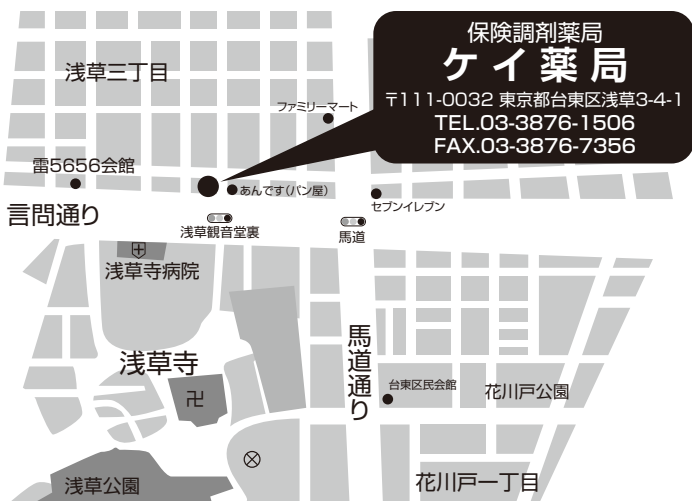 保険調剤薬局
ケイ薬局
〒111-0032 東京都台東区浅草3-4-1
TEL.03-3876-1506
FAX.03-3876-7356
浅草三丁目
ファミリーマート
雷5656会館
あんです(パン屋)
セブンイレブン
言問通り
浅草観音堂裏
馬道
浅草寺病院
浅草寺
卍
馬道通り
台東区民会館
花川戸公園
浅草公園
花川戸一丁目